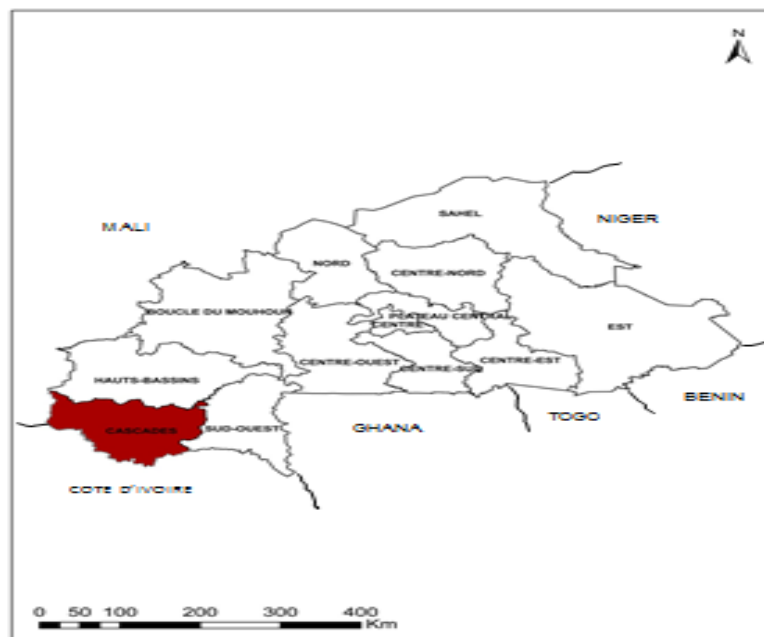 N
SAHEL
NIGER
MALI
NORD
CENTRE-NORD
BOUCLE DU MOUHOUN
PLATEAU CENTRAL
CENTRE
EST
CENTRE-OUEST
CENTRE-SUD
CENTRE-EST
HAUTS-BASSINS
BENIN
TOGO
GHANA
CASCADES
SUD-OUEST
COTE D'IVOIRE
0 50 100 200 300 400
Km